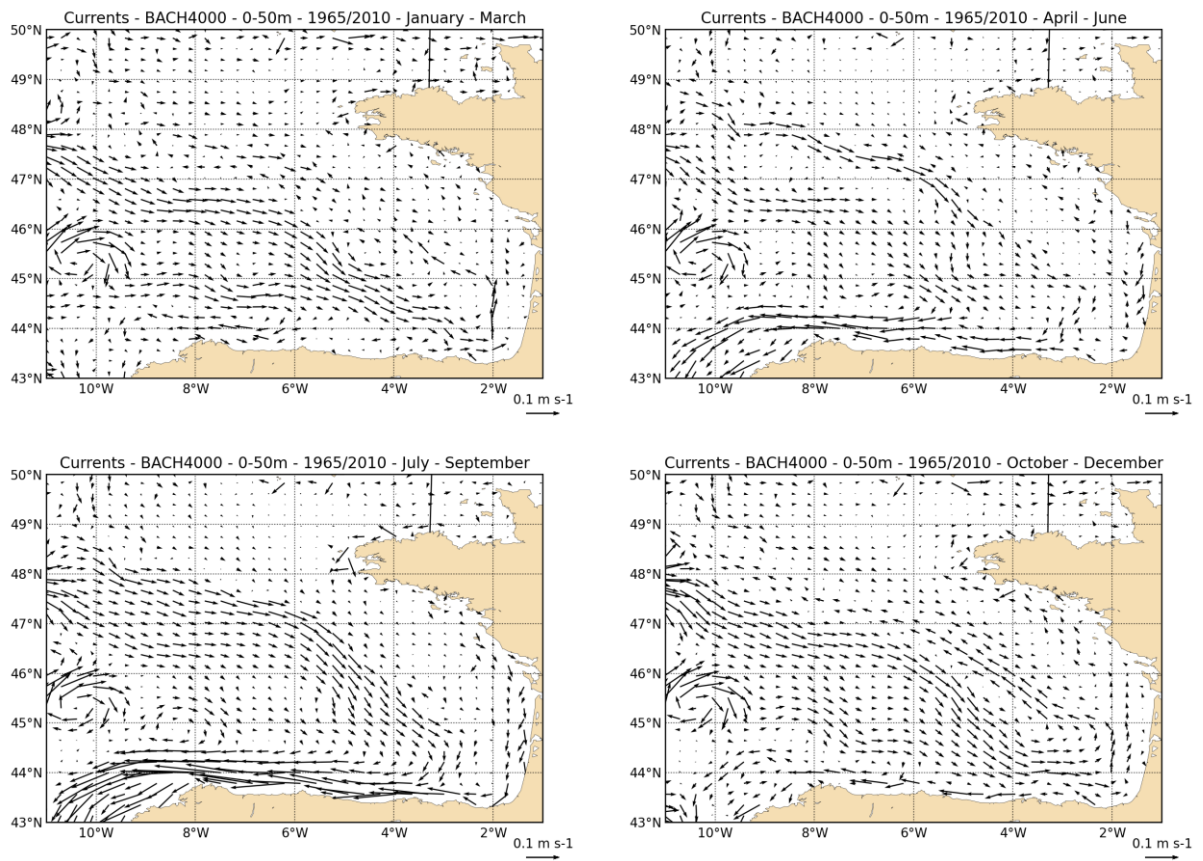 Currents - BACH4000 - 0-50m - 1965/2010 - January - March
50°N
49°N
48°N
47°N
46°N
45°N
44°N
43°N
10°W 8°W 6°W 4°W 2°W
0.1 m s-1
Currents - BACH4000 - 0-50m - 1965/2010 - April - June
50°N
49°N
48°N
47°N
46°N
45°N
44°N
43°N
10°W 8°W 6°W 4°W 2°W
0.1 m s-1
Currents - BACH4000 - 0-50m - 1965/2010 - July - September
50°N
49°N
48°N
47°N
46°N
45°N
44°N
43°N
10°W 8°W 6°W 4°W 2°W
0.1 m s-1
Currents - BACH4000 - 0-50m - 1965/2010 - October - December
50°N
49°N
48°N
47°N
46°N
45°N
44°N
43°N
10°W 8°W 6°W 4°W 2°W
0.1 m s-1